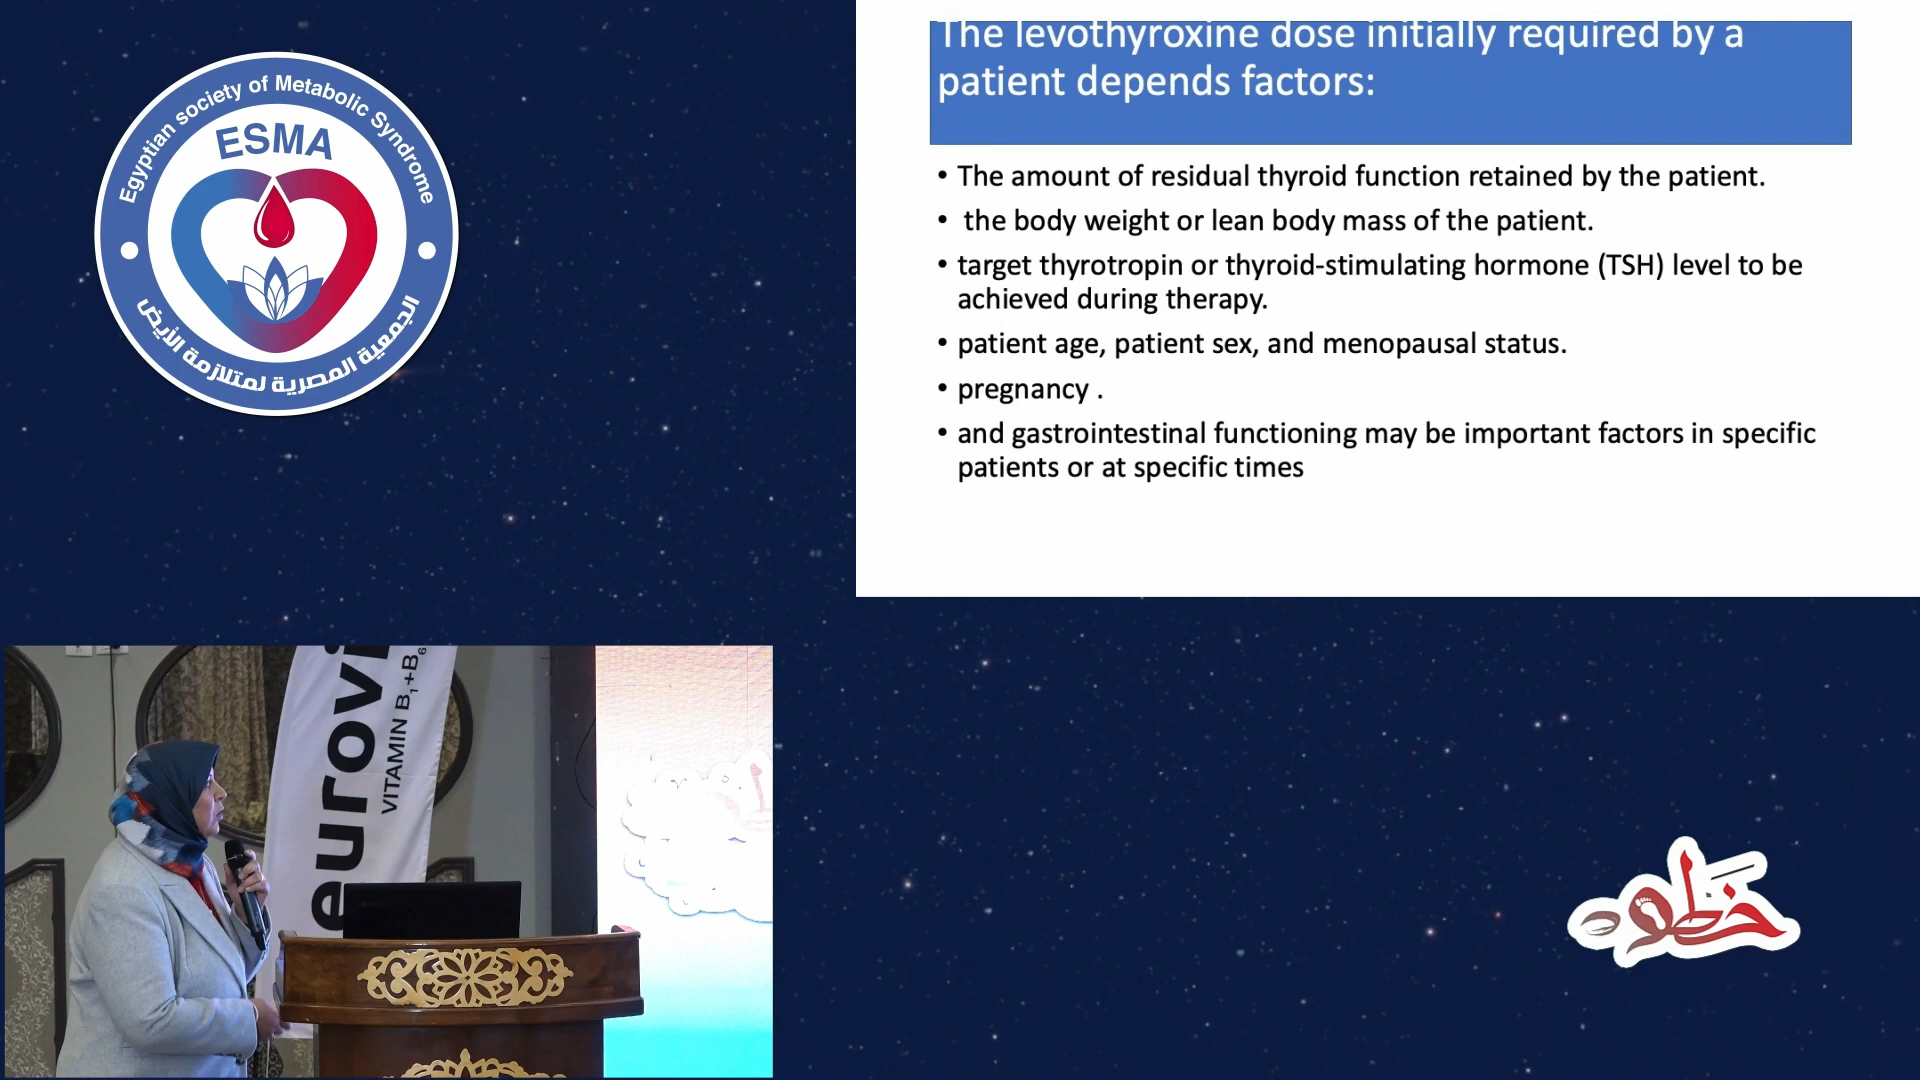 Egyptian society of Metabolic Syndrome
ESMA
الجمعية المصرية لمتلازمة الأيض
The levothyroxine dose initially required by a
patient depends factors:
• The amount of residual thyroid function retained by the patient.
• the body weight or lean body mass of the patient.
• target thyrotropin or thyroid-stimulating hormone (TSH) level to be
achieved during therapy.
• patient age, patient sex, and menopausal status.
• pregnancy .
• and gastrointestinal functioning may be important factors in specific
patients or at specific times
eurovi
VITAMIN B₁+B₆
خطوة